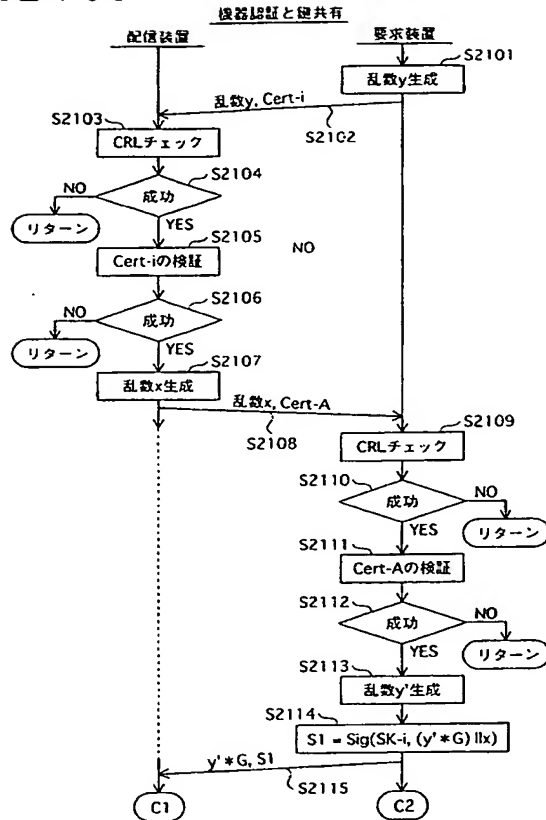 機器認証と鍵共有
配信装置
要求装置
S2101
乱数y生成
乱数y, Cert-i
S2102
S2103
CRLチェック
S2104
成功
NO
リターン
YES
S2105
Cert-iの検証
NO
S2106
成功
NO
リターン
YES
S2107
乱数x生成
乱数x, Cert-A
S2108
S2109
CRLチェック
S2110
成功
NO
リターン
YES
S2111
Cert-Aの検証
S2112
成功
NO
リターン
YES
S2113
乱数y'生成
S2114
S1 = Sig(SK-i, (y'*G) llx)
y'*G, S1
S2115
C1
C2